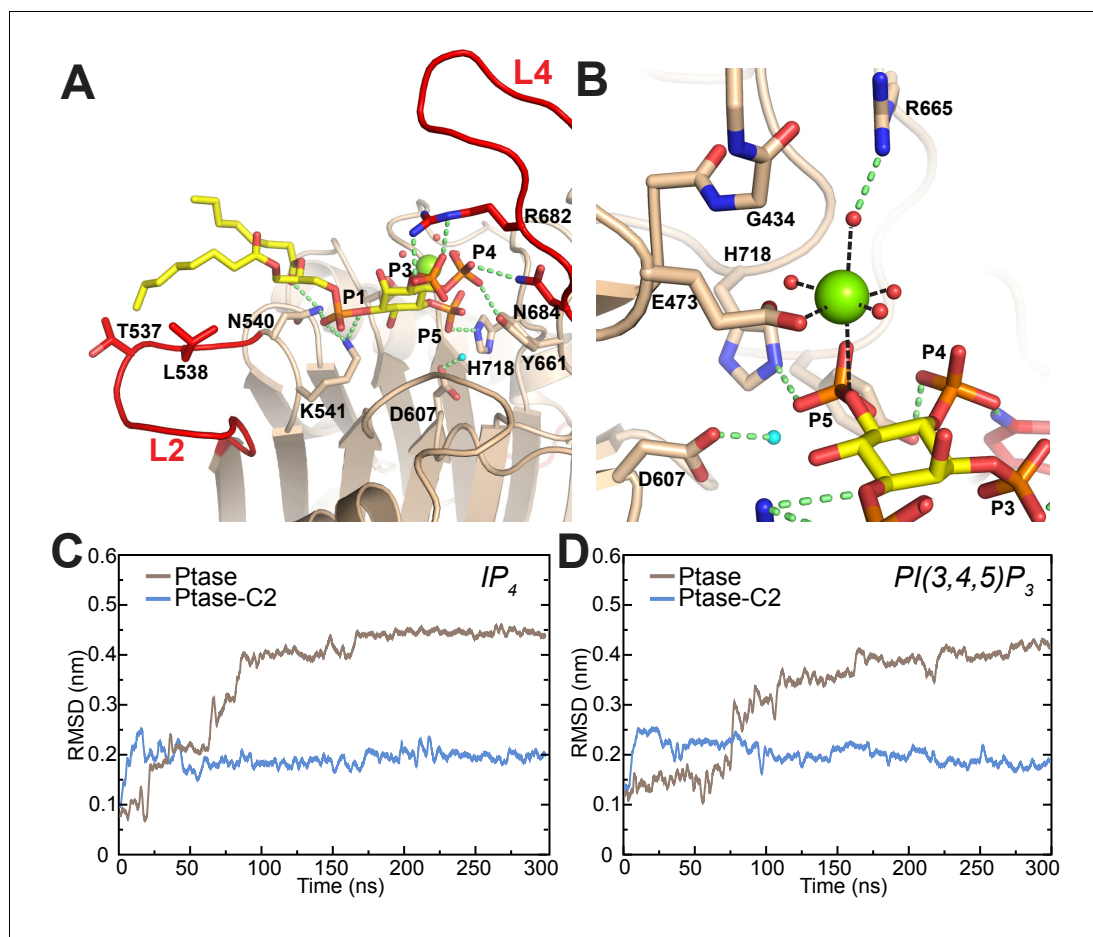 A
L4
R682
P3
P4
P1
N540
N684
T537
P5
L538
H718
Y661
K541
D607
L2
B
R665
G434
H718
E473
P4
P5
D607
P3
C
0.6
Ptase
Ptase-C2
IP4
0.5
0.4
RMSD (nm)
0.3
0.2
0.1
0
0 50 100 150 200 250 300
Time (ns)
D
0.6
Ptase
Ptase-C2
PI(3,4,5)P3
0.5
0.4
RMSD (nm)
0.3
0.2
0.1
0
0 50 100 150 200 250 300
Time (ns)